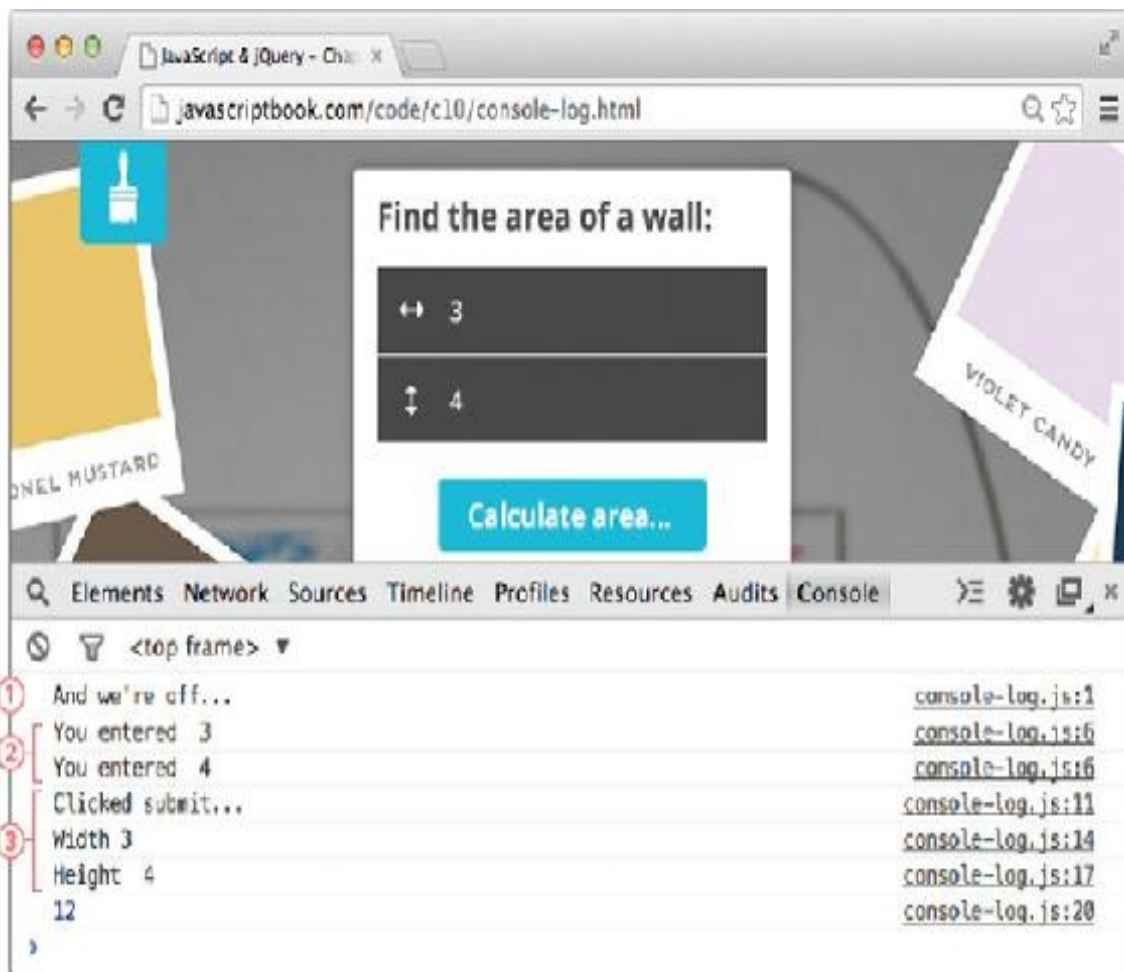 JavaScript & jQuery - Cha
javascriptbook.com/code/c10/console-log.html
Find the area of a wall:
3
4
Calculate area...
ONEL MUSTARD
VIOLET CANDY
Elements Network Sources Timeline Profiles Resources Audits Console
<top frame>
1 And we're off... console-log.js:1
You entered 3 console-log.js:6
2
You entered 4 console-log.js:6
Clicked submit... console-log.js:11
3 Width 3 console-log.js:14
Height 4 console-log.js:17
12 console-log.js:20